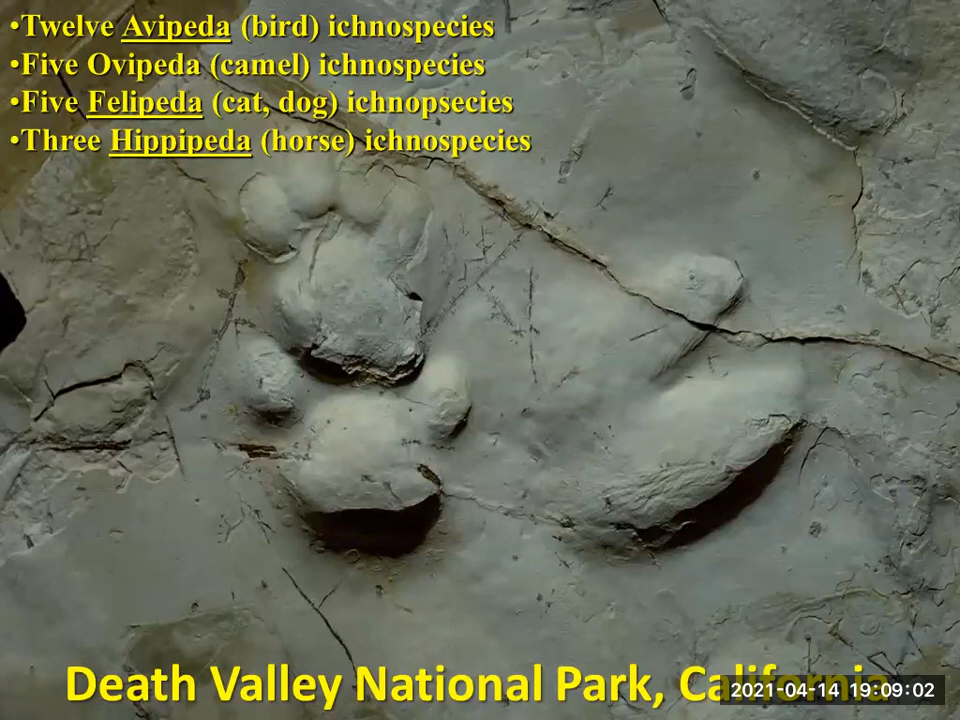 •Twelve Avipeda (bird) ichnospecies
•Five Ovipeda (camel) ichnospecies
•Five Felipeda (cat, dog) ichnopsecies
•Three Hippipeda (horse) ichnospecies
Death Valley National Park, California
2021-04-14 19:09:02